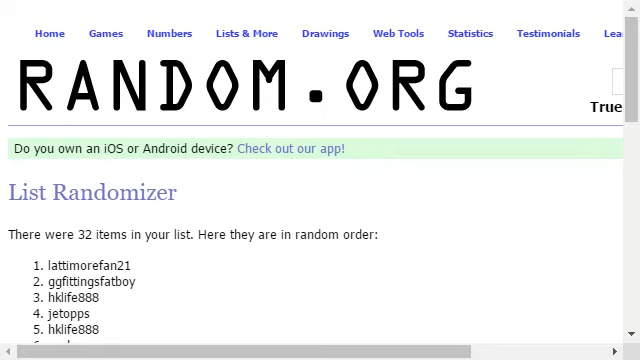 Home Games Numbers Lists & More Drawings Web Tools Statistics Testimonials
RANDOM.ORG
True
Do you own an iOS or Android device? Check out our app!
List Randomizer
There were 32 items in your list. Here they are in random order:
1. lattimorefan21
2. ggfittingsfatboy
3. hklife888
4. jetopps
5. hklife888